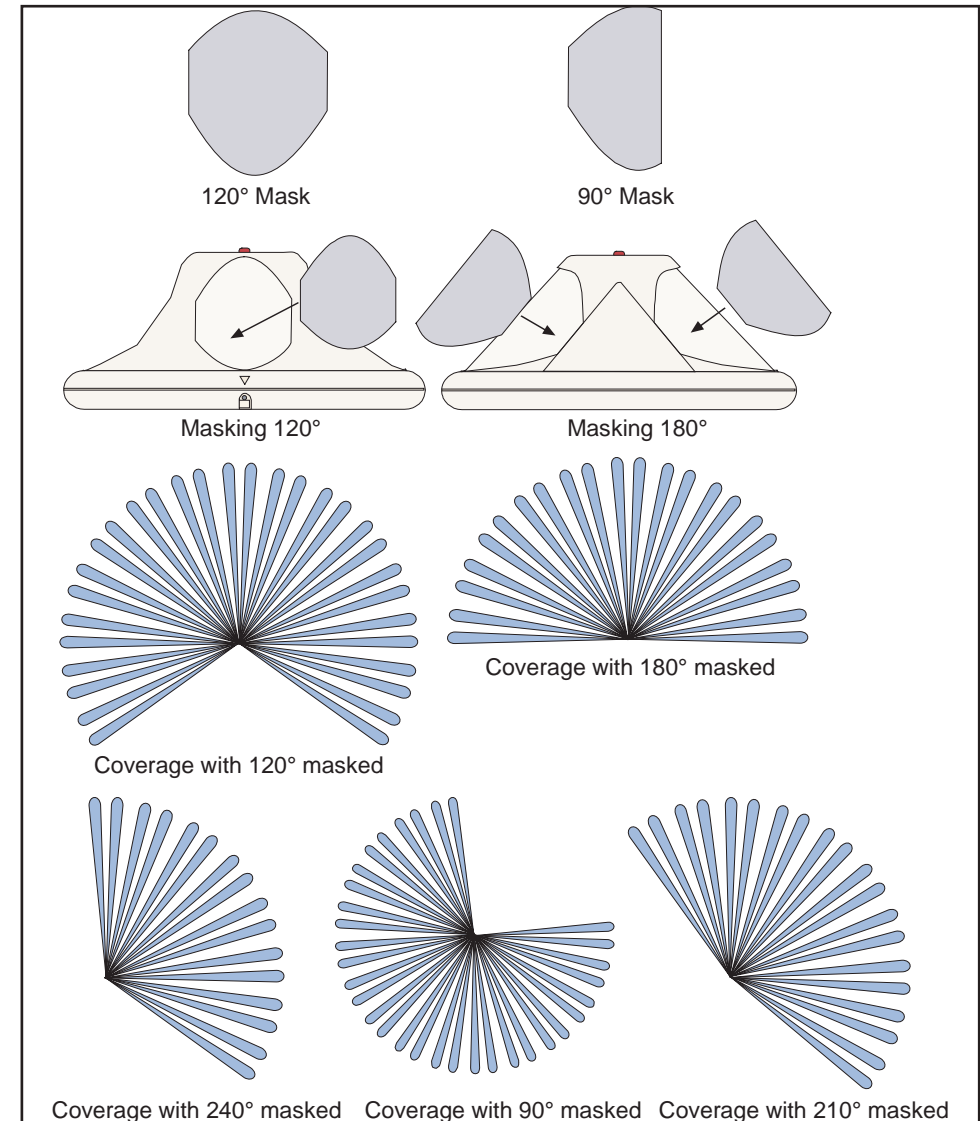 120° Mask
90° Mask
Masking 120°
Masking 180°
Coverage with 180° masked
Coverage with 120° masked
Coverage with 240° masked
Coverage with 90° masked
Coverage with 210° masked